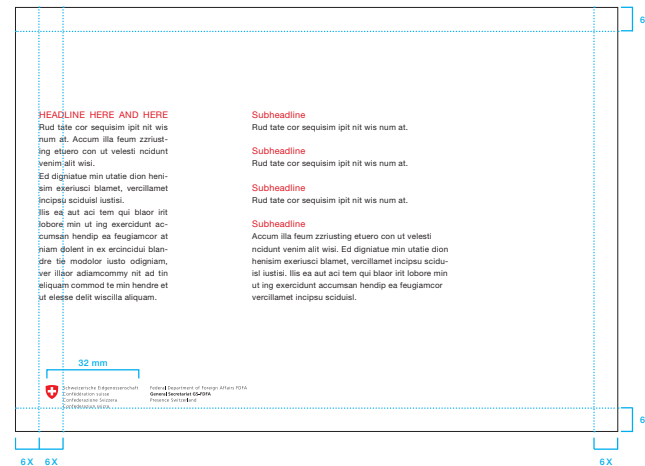 6
HEADLINE HERE AND HERE
Rud tate cor sequisim ipit nit wis
num at. Accum illa feum zzriust-
ing etuero con ut velesti ncidunt
venim alit wisi.
Ed digniatue min utatie dion heni-
sim exeriusci blamet, vercillamet
incipsu sciduisl iustisi.
Ilis ea aut aci tem qui blaor irit
lobore min ut ing exercidunt ac-
cumsan hendip ea feugiamcor at
niam dolent in ex ercincidui blan-
dre tie modolor iusto odigniam,
ver illaor adiamcommy nit ad tin
eliquam commod te min hendre et
ut elesse delit wiscilla aliquam.
Subheadline
Rud tate cor sequisim ipit nit wis num at.
Subheadline
Rud tate cor sequisim ipit nit wis num at.
Subheadline
Rud tate cor sequisim ipit nit wis num at.
Subheadline
Accum illa feum zzriusting etuero con ut velesti
ncidunt venim alit wisi. Ed digniatue min utatie dion
henisim exeriusci blamet, vercillamet incipsu scidu-
isl iustisi. Ilis ea aut aci tem qui blaor irit lobore min
ut ing exercidunt accumsan hendip ea feugiamcor
vercillamet incipsu sciduisl.
32 mm
Schweizerische Eidgenossenschaft
Confédération suisse
Confederazione Svizzera
Confederaziun svizra
Federal Department of Foreign Affairs FDFA
General Secretariat GS-FDFA
Presence Switzerland
6
6 X
6 X
6 X